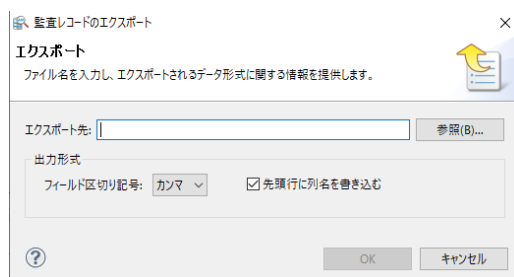 監査レコードのエクスポート
エクスポート
ファイル名を入力し、エクスポートされるデータ形式に関する情報を提供します。
エクスポート先:
参照(B)...
出力形式
フィールド区切り記号: カンマ
先頭行に列名を書き込む
OK
キャンセル